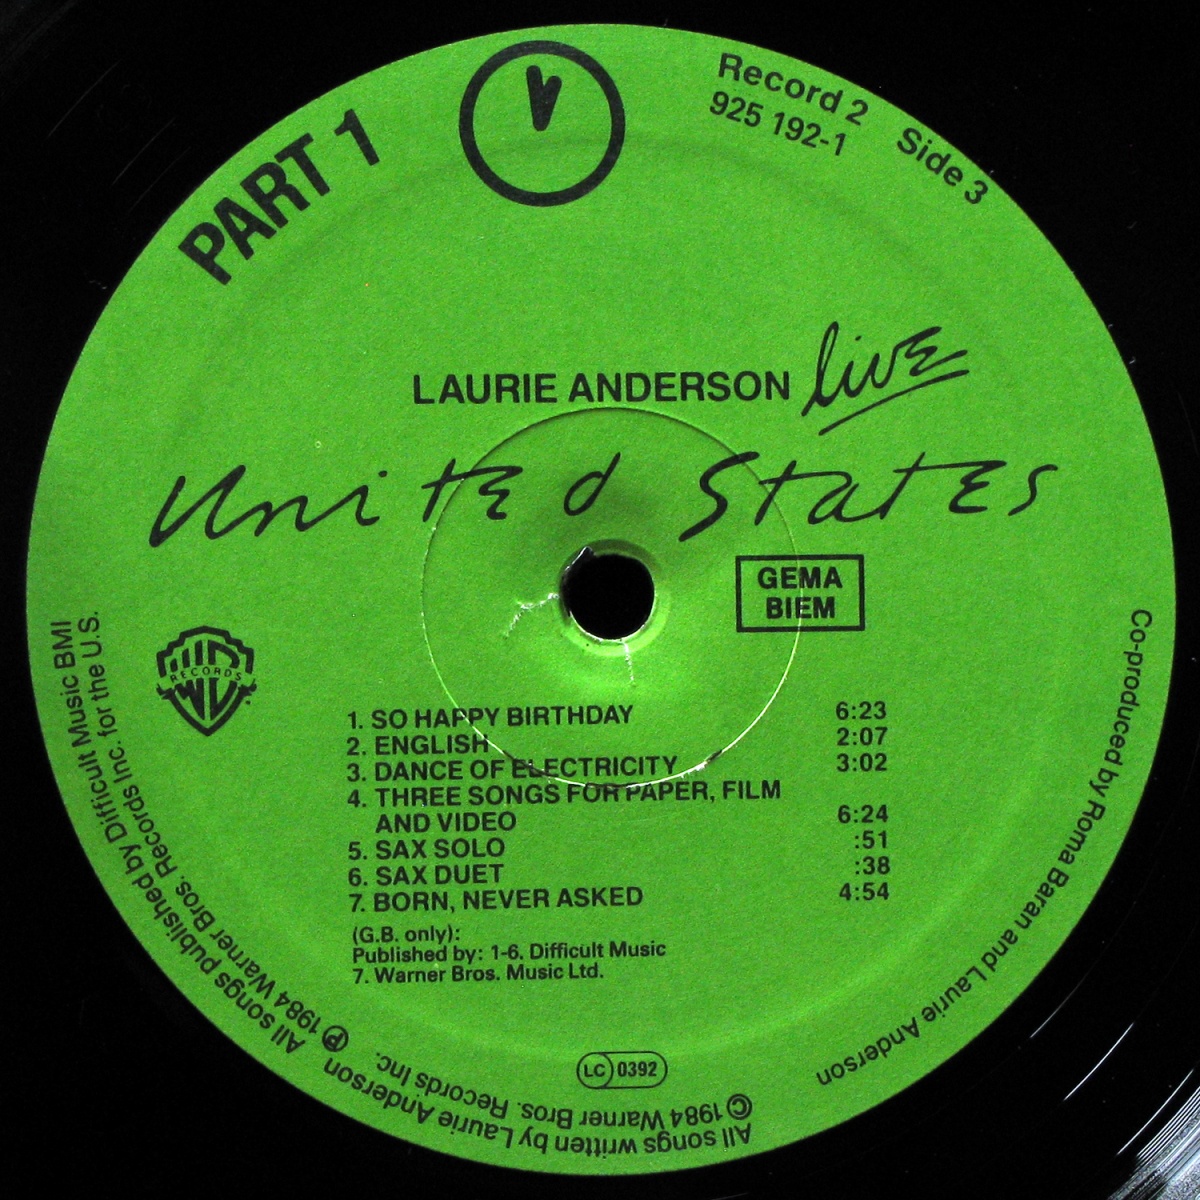 PART 1
Record 2 Side 3
925 192-1
LAURIE ANDERSON live
United States
GEMA
BIEM
WB
RECORDS
1. SO HAPPY BIRTHDAY 6:23
2. ENGLISH 2:07
3. DANCE OF ELECTRICITY 3:02
4. THREE SONGS FOR PAPER, FILM
AND VIDEO 6:24
5. SAX SOLO :51
6. SAX DUET :38
7. BORN, NEVER ASKED 4:54
(G.B. only):
Published by: 1-6. Difficult Music
7. Warner Bros. Music Ltd.
LC 0392
Co-produced by Roma Baran and Laurie Anderson
All songs written by Laurie Anderson
All songs published by Difficult Music BMI
© 1984 Warner Bros. Records Inc.
℗ 1984 Warner Bros. Records Inc. for the U.S.